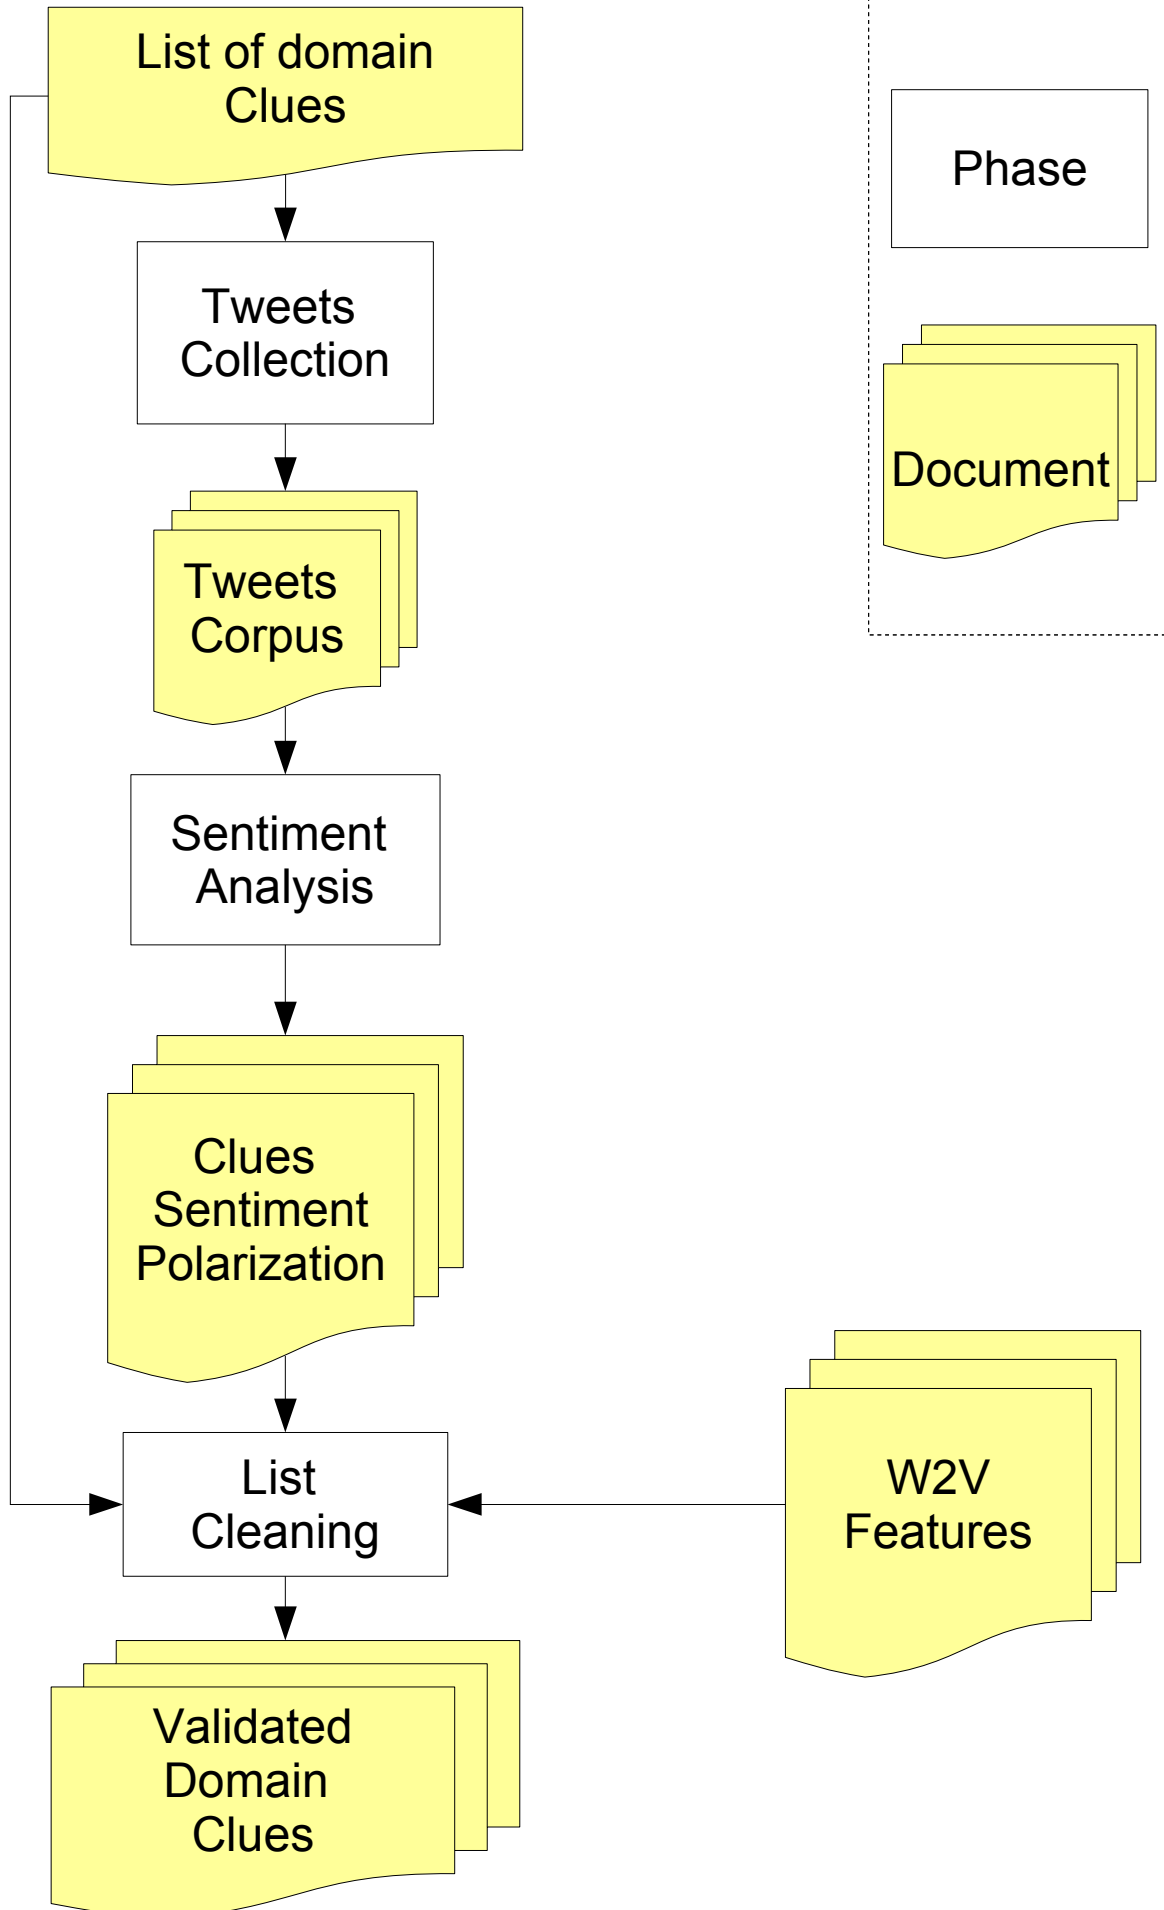 List of domain
Clues
Phase
Tweets
Collection
Document
Tweets
Corpus
Sentiment
Analysis
Clues
Sentiment
Polarization
List
Cleaning
W2V
Features
Validated
Domain
Clues